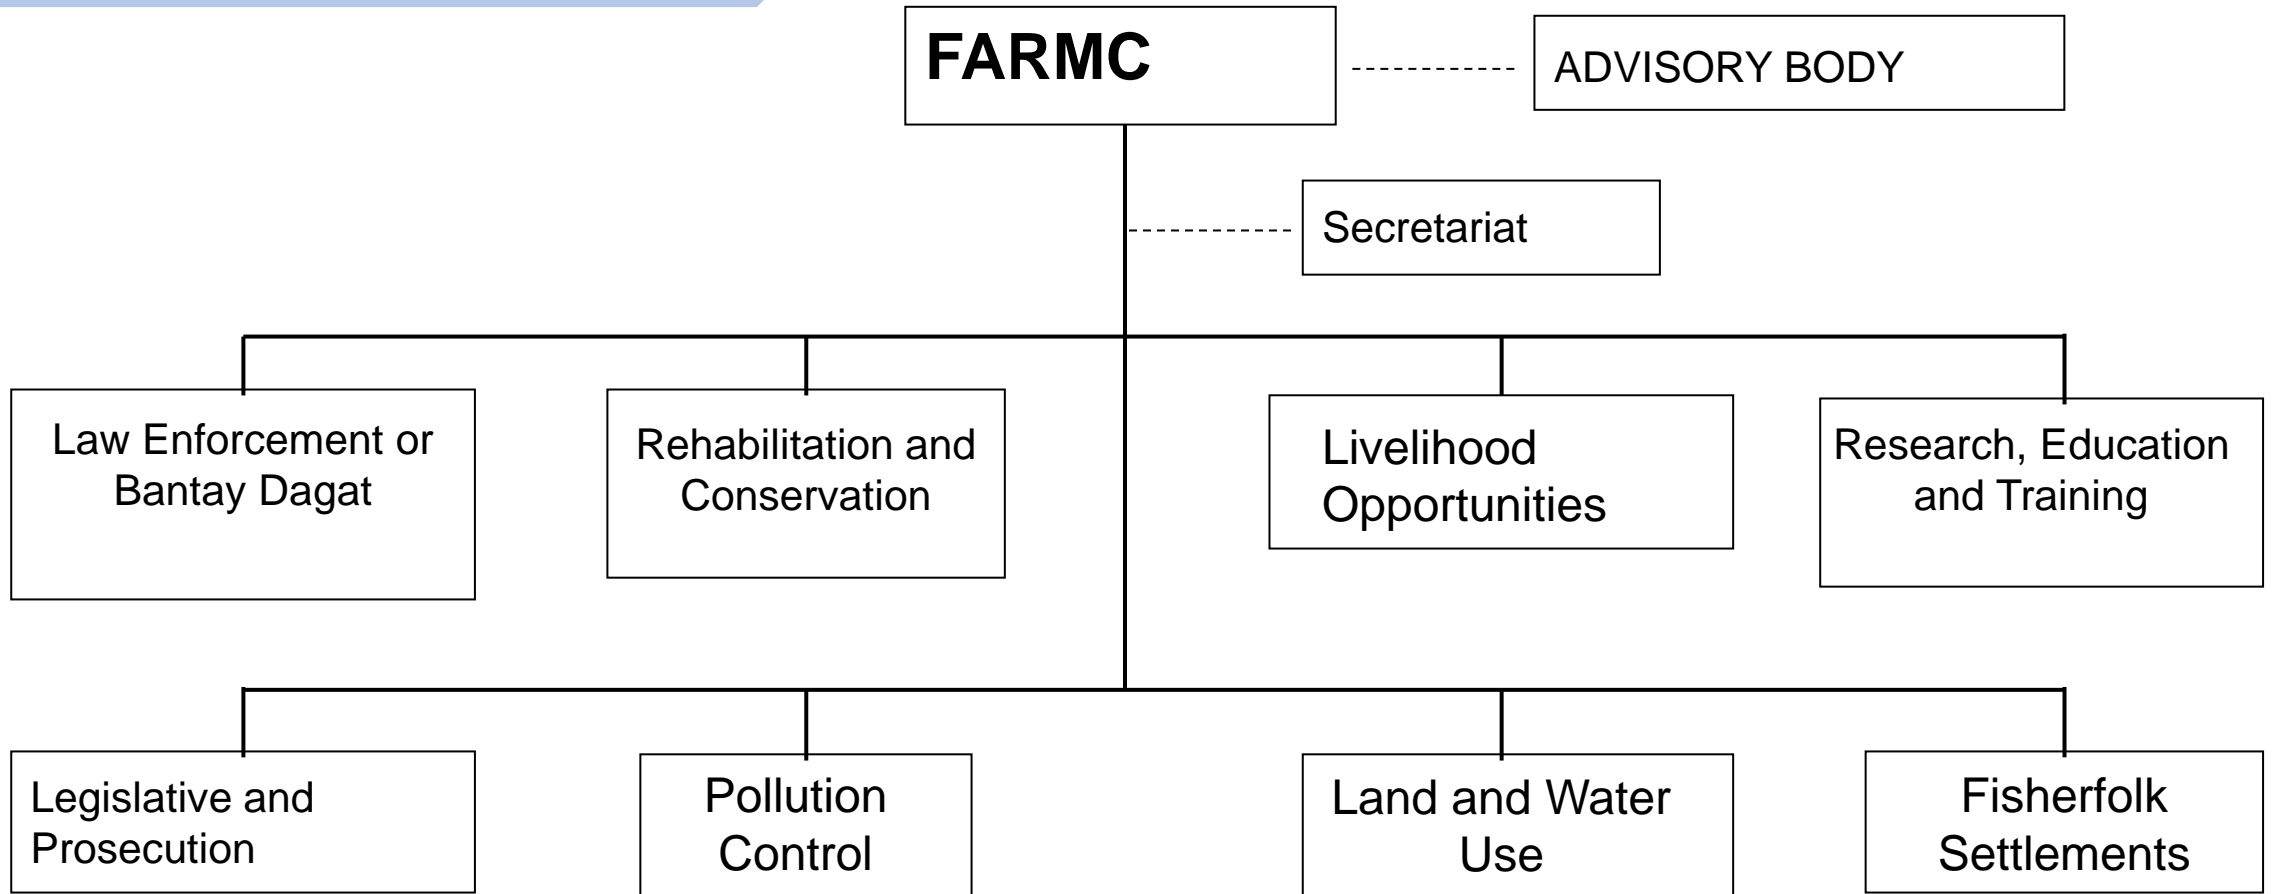 FARMC
ADVISORY BODY
Secretariat
Law Enforcement or
Bantay Dagat
Rehabilitation and
Conservation
Livelihood
Opportunities
Research, Education
and Training
Legislative and
Prosecution
Pollution
Control
Land and Water
Use
Fisherfolk
Settlements